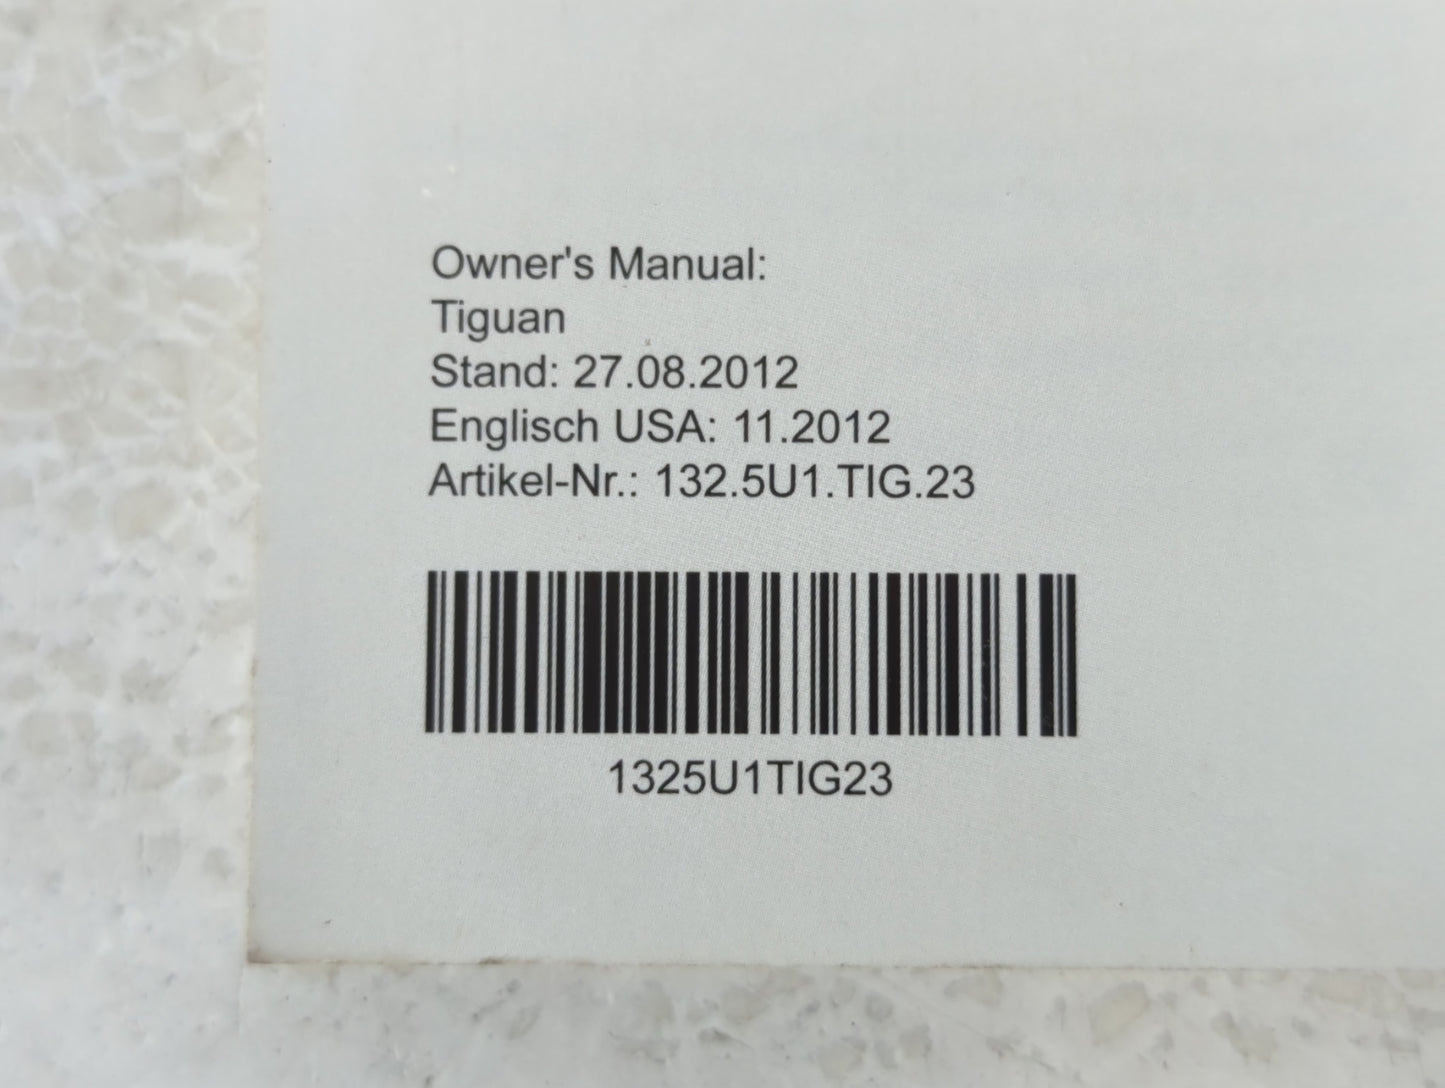 Owner's Manual:
Tiguan
Stand: 27.08.2012
Englisch USA: 11.2012
Artikel-Nr.: 132.5U1.TIG.23
1325U1TIG23